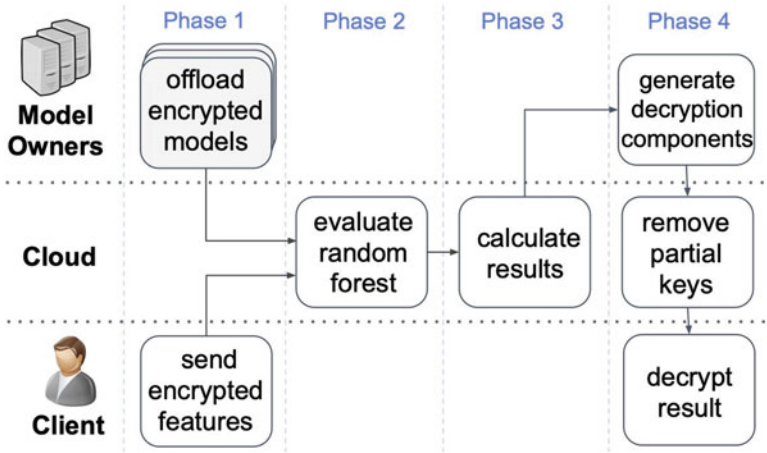 Phase 1
Phase 2
Phase 3
Phase 4
Model
Owners
offload
encrypted
models
generate
decryption
components
Cloud
evaluate
random
forest
calculate
results
remove
partial
keys
Client
send
encrypted
features
decrypt
result